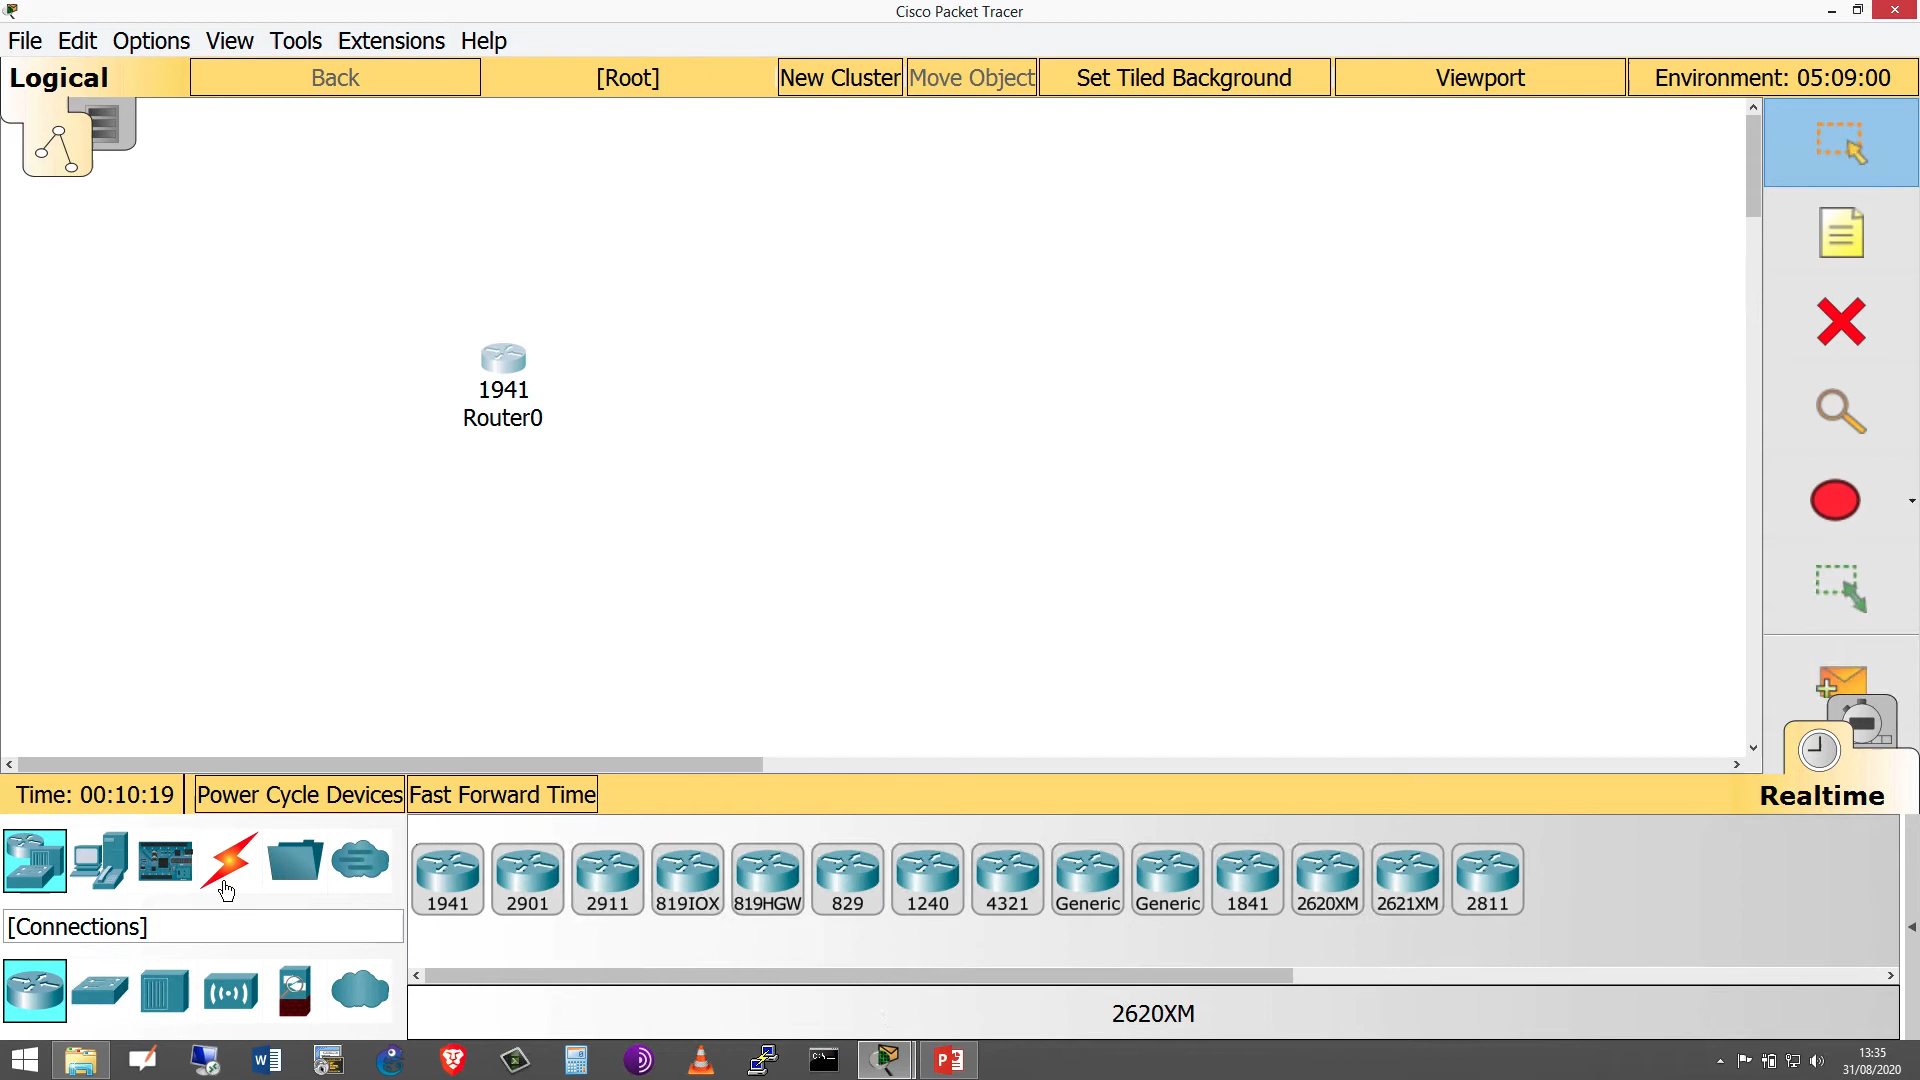 Cisco Packet Tracer
File Edit Options View Tools Extensions Help
Logical Back [Root] New Cluster Move Object Set Tiled Background Viewport Environment: 05:09:00
1941
Router0
Time: 00:10:19 Power Cycle Devices Fast Forward Time Realtime
1941 2901 2911 819IOX 819HGW 829 1240 4321 Generic Generic 1841 2620XM 2621XM 2811
[Connections]
2620XM
13:35
31/08/2020